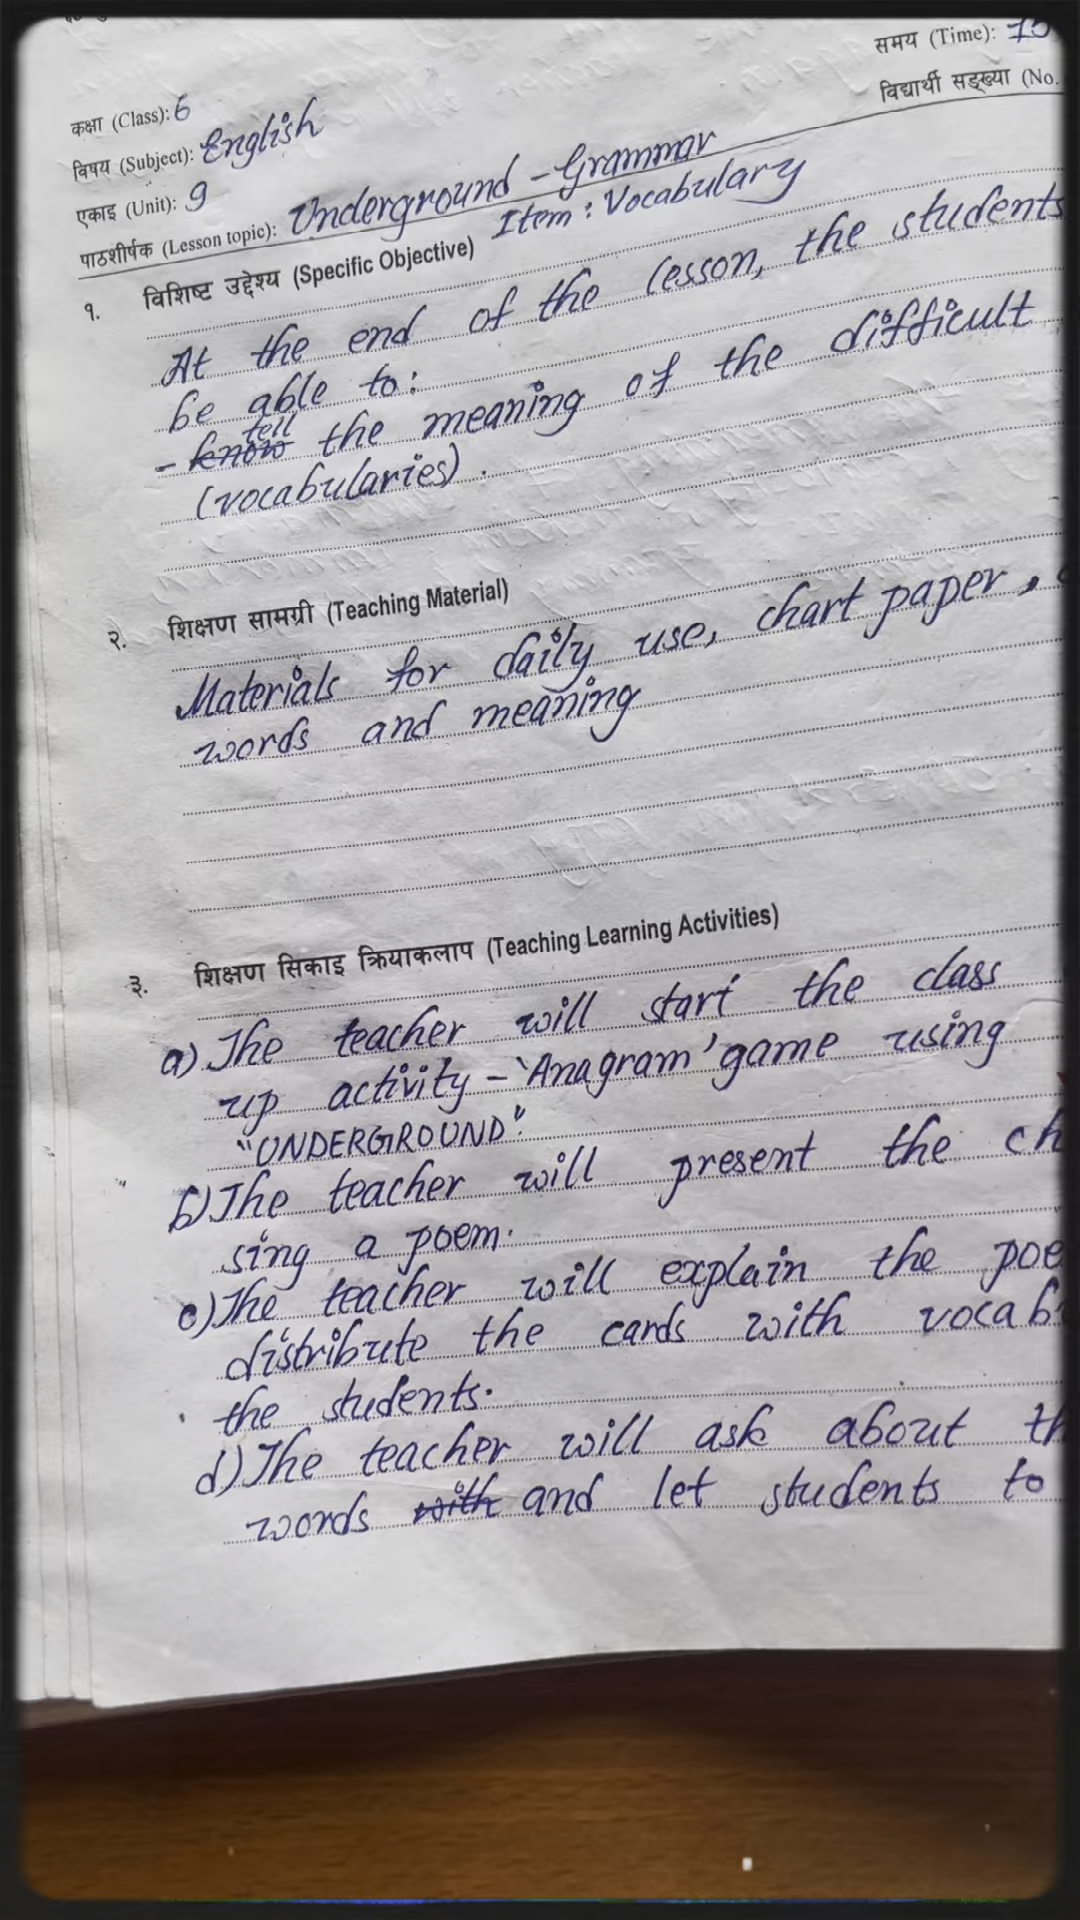 समय (Time):
विद्यार्थी सङ्ख्या (No.
कक्षा (Class): 6
विषय (Subject): English
एकाइ (Unit): 9
पाठशीर्षक (Lesson topic): Underground - Grammar
Item : Vocabulary
१. विशिष्ट उद्देश्य (Specific Objective)
At the end of the lesson, the students
be able to:
- know tell the meaning of the difficult
(vocabularies).
२. शिक्षण सामग्री (Teaching Material)
Materials for daily use, chart paper,
words and meaning
३. शिक्षण सिकाइ क्रियाकलाप (Teaching Learning Activities)
a) The teacher will start the class
up activity - 'Anagram' game using
"UNDERGROUND".
b) The teacher will present the ch
sing a poem.
c) The teacher will explain the poe
distribute the cards with vocab
the students.
d) The teacher will ask about th
words with and let students to